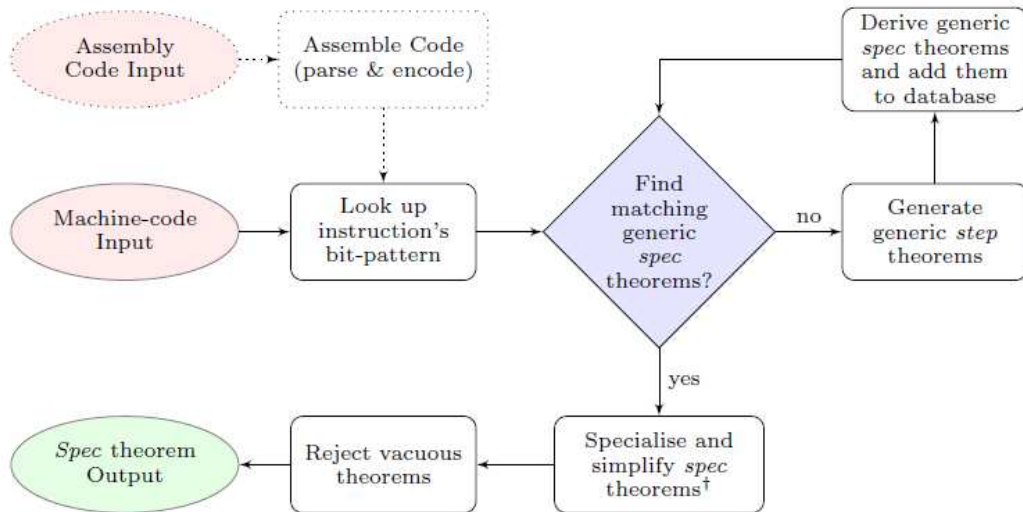 Assembly
Code Input
Assemble Code
(parse & encode)
Derive generic
spec theorems
and add them
to database
Machine-code
Input
Look up
instruction's
bit-pattern
Find
matching
generic
spec
theorems?
no
Generate
generic step
theorems
yes
Spec theorem
Output
Reject vacuous
theorems
Specialise and
simplify spec
theorems†